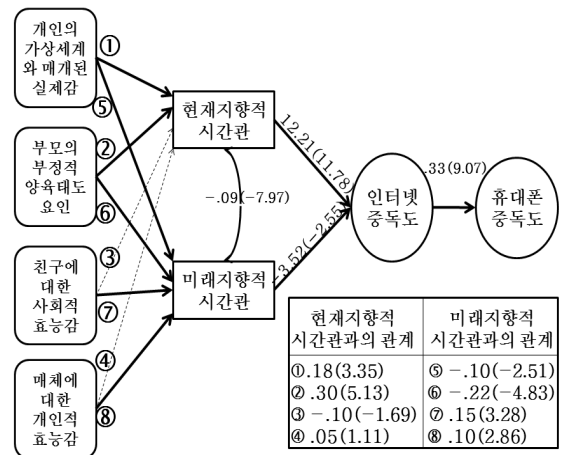 개인의
가상세계
와 매개된
실제감
①
⑤
부모의
부정적
양육태도
요인
②
⑥
친구에
대한
사회적
효능감
③
⑦
매체에
대한
개인적
효능감
④
⑧
현재지향적
시간관
미래지향적
시간관
-.09(-7.97)
12.21(11.78)
-3.52(-2.55)
인터넷
중독도
.33(9.07)
휴대폰
중독도
현재지향적
시간관과의 관계
①.18(3.35)
②.30(5.13)
③-.10(-1.69)
④.05(1.11)
미래지향적
시간관과의 관계
⑤-.10(-2.51)
⑥-.22(-4.83)
⑦.15(3.28)
⑧.10(2.86)